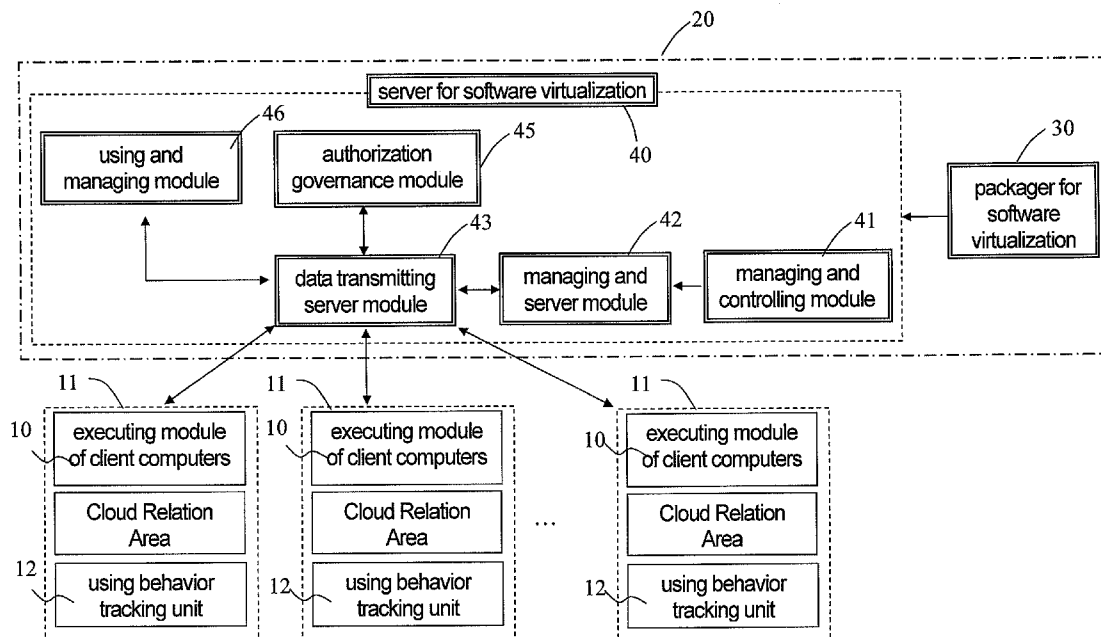 20
server for software virtualization
46
45
40
30
using and
managing module
authorization
governance module
packager for
software
virtualization
43
42
41
data transmitting
server module
managing and
server module
managing and
controlling module
11
11
11
10
executing module
of client computers
10
executing module
of client computers
10
executing module
of client computers
Cloud Relation
Area
Cloud Relation
Area
...
Cloud Relation
Area
12
using behavior
tracking unit
12
using behavior
tracking unit
12
using behavior
tracking unit